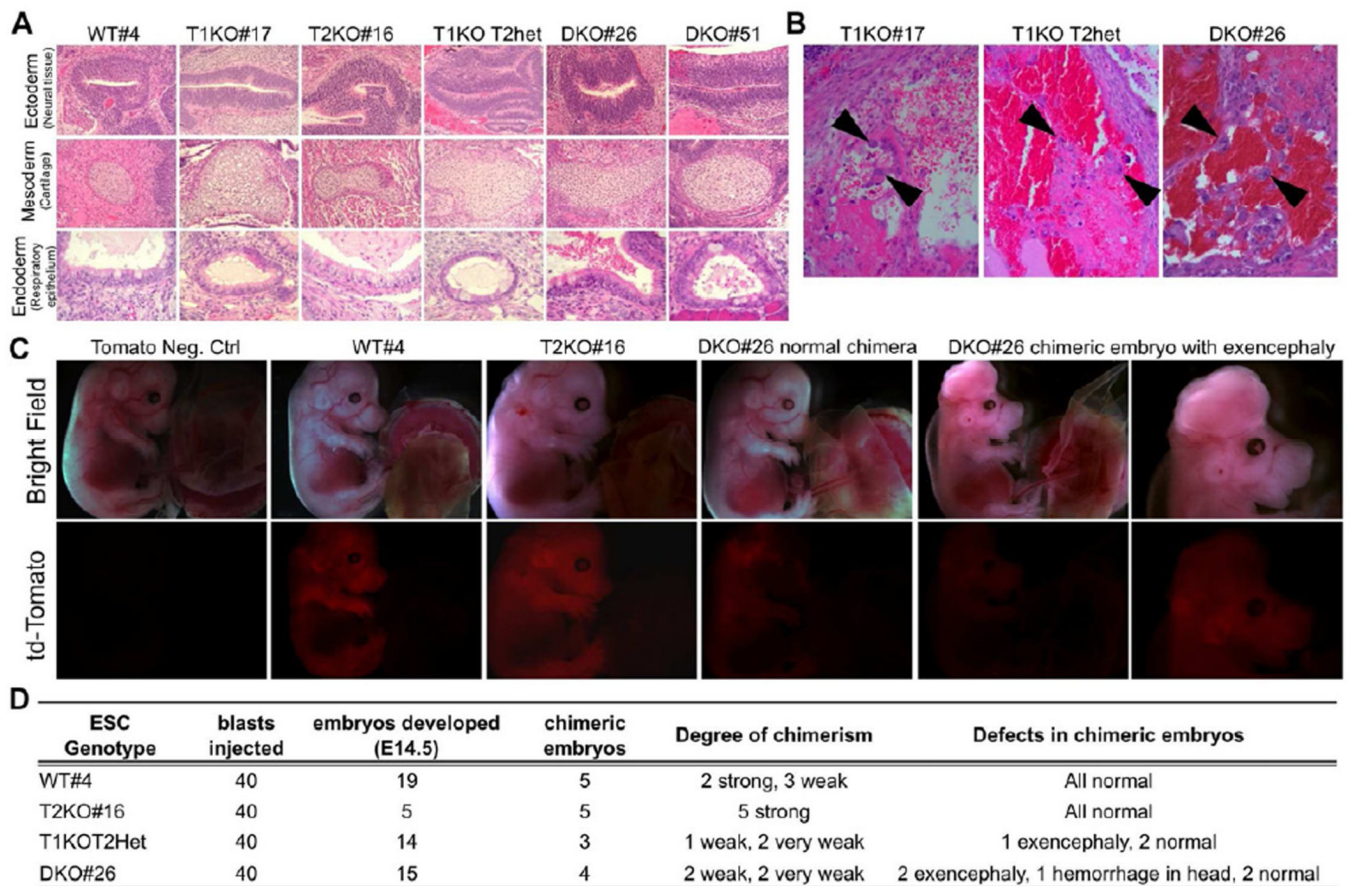 A
WT#4 T1KO#17 T2KO#16 T1KO T2het DKO#26 DKO#51
Ectoderm
(Neural tissue)
Mesoderm
(Cartilage)
Endoderm
(Respiratory
epithelium)
B
T1KO#17 T1KO T2het DKO#26
C
Tomato Neg. Ctrl WT#4 T2KO#16 DKO#26 normal chimera DKO#26 chimeric embryo with exencephaly
Bright Field
td-Tomato
D
ESC Genotype blasts injected embryos developed (E14.5) chimeric embryos Degree of chimerism Defects in chimeric embryos
WT#4 40 19 5 2 strong, 3 weak All normal
T2KO#16 40 5 5 5 strong All normal
T1KOT2Het 40 14 3 1 weak, 2 very weak 1 exencephaly, 2 normal
DKO#26 40 15 4 2 weak, 2 very weak 2 exencephaly, 1 hemorrhage in head, 2 normal